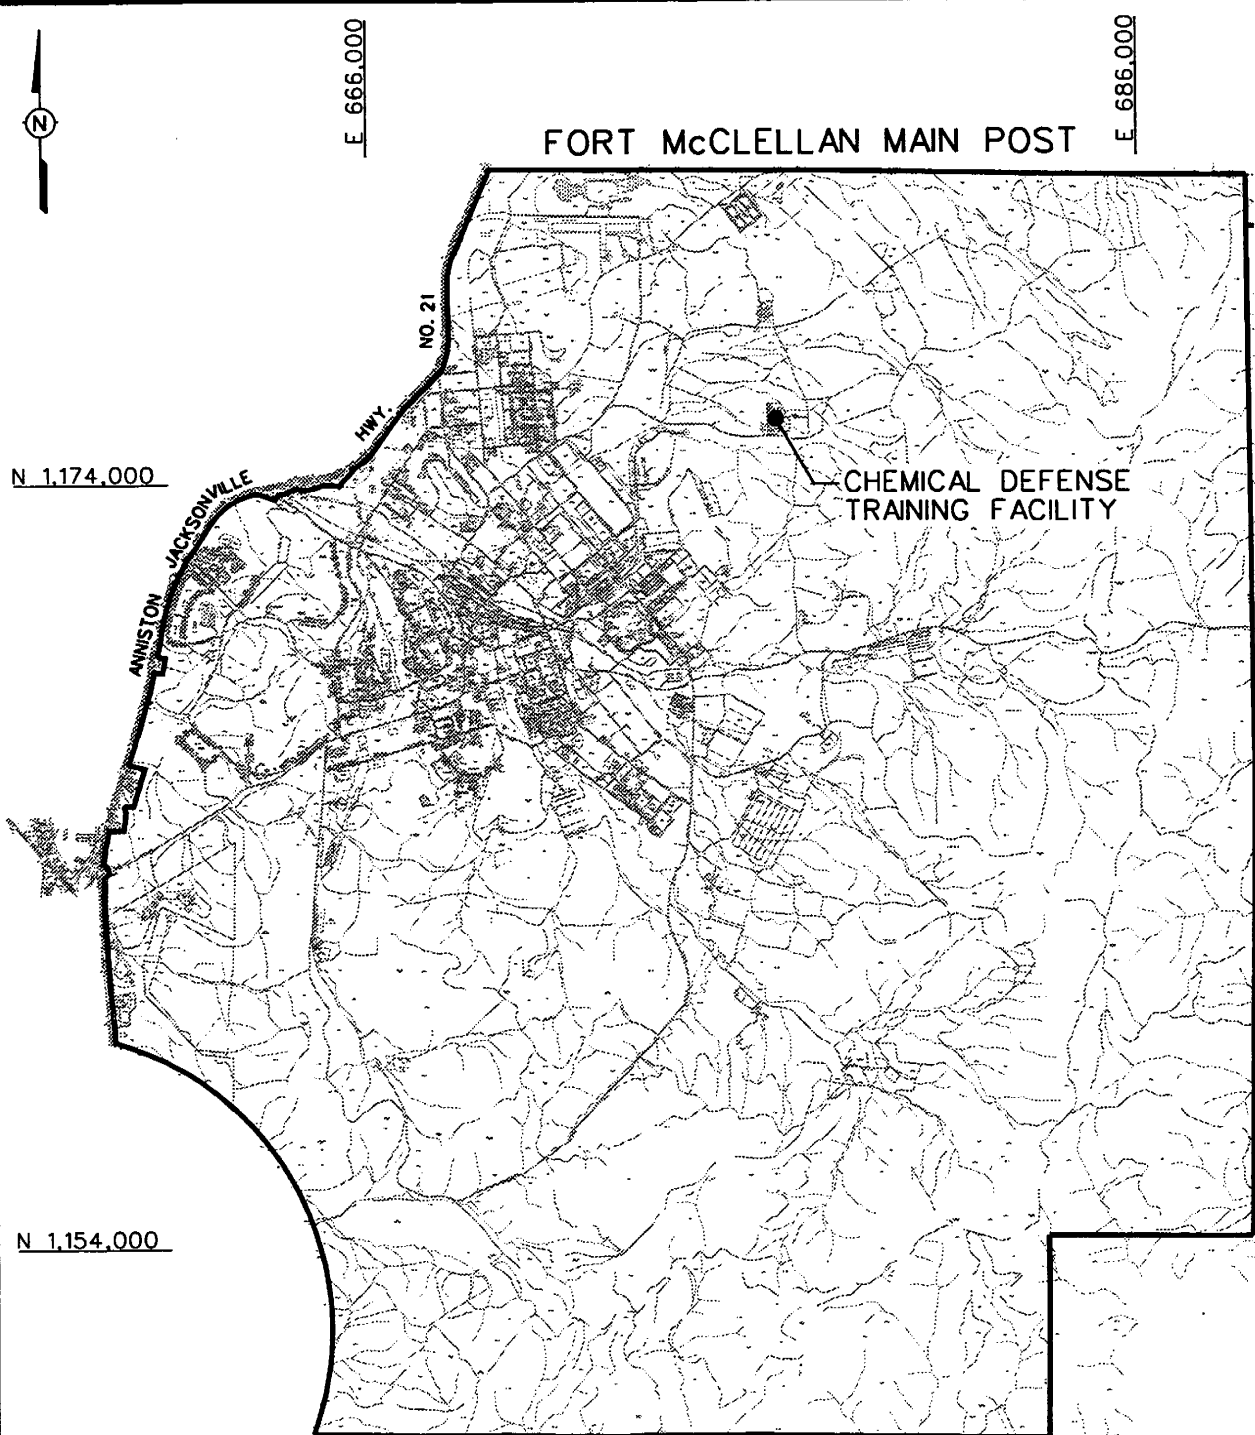 E 666,000
E 686,000
N
FORT McCLELLAN MAIN POST
NO. 21
HWY.
N 1,174,000
JACKSONVILLE
CHEMICAL DEFENSE
TRAINING FACILITY
ANNISTON
N 1,154,000